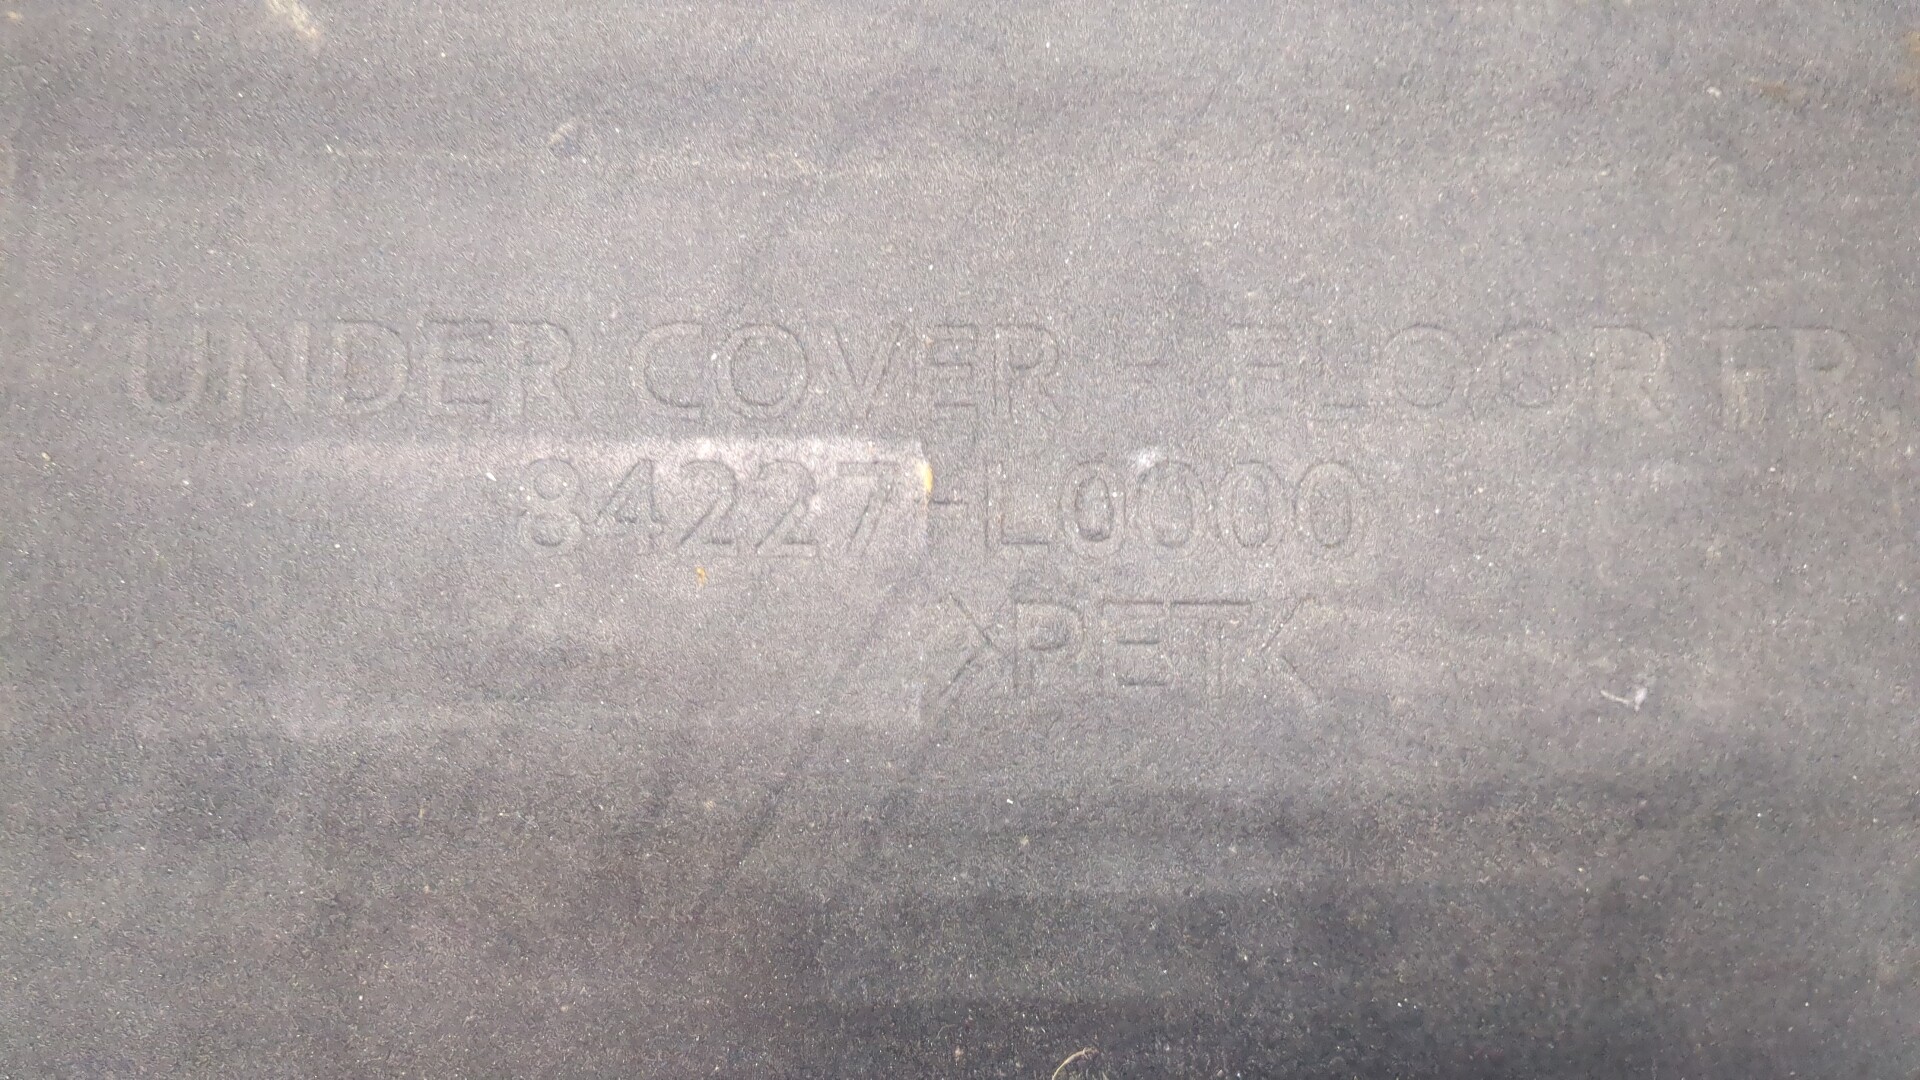 UNDER COVER - FLOOR FR,
84227-L0000
>PET<